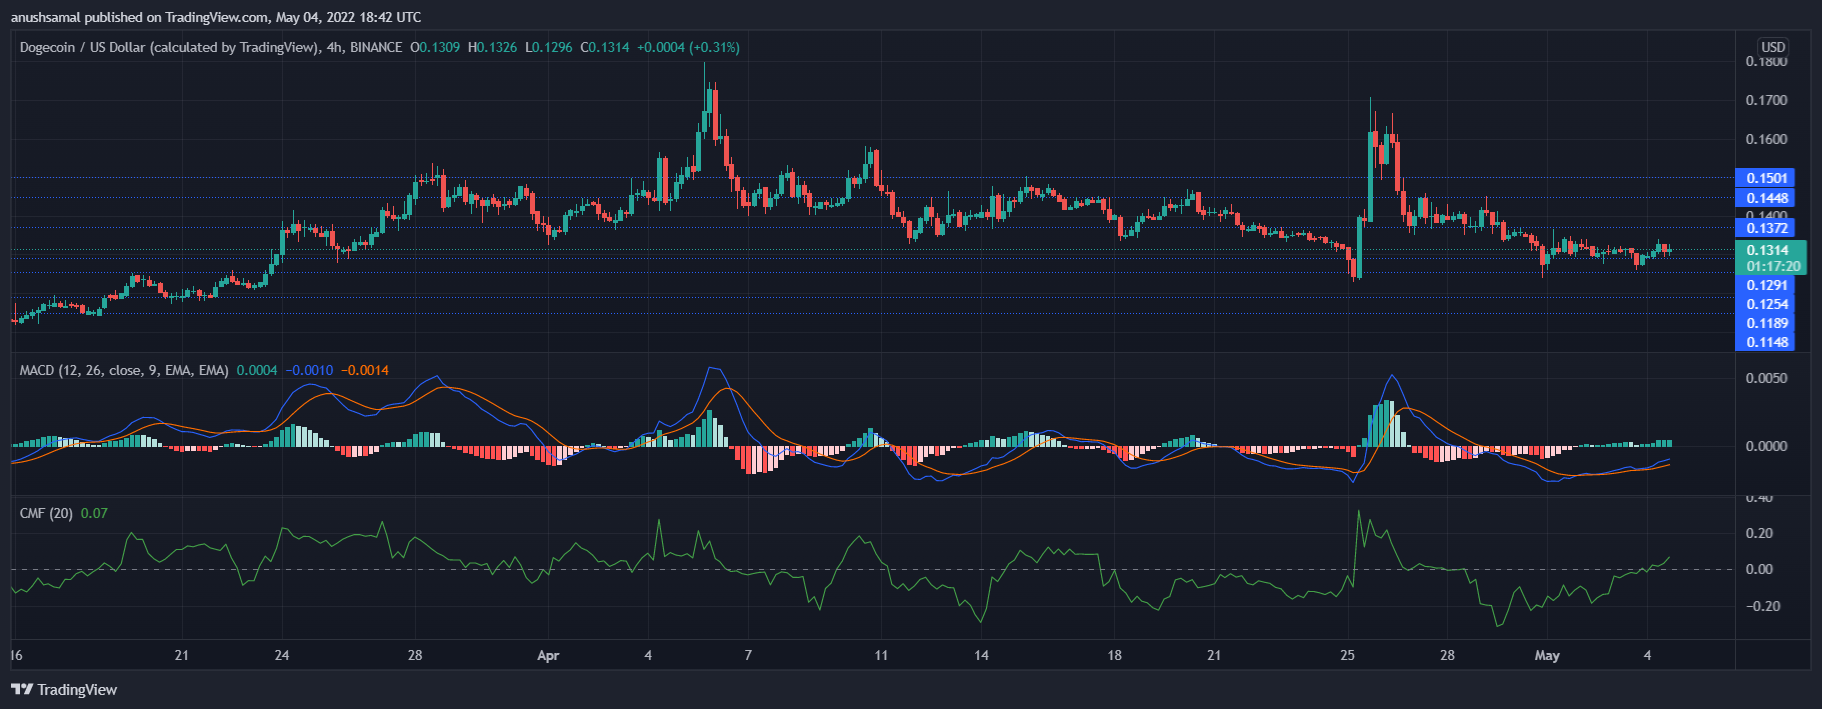 anushsamal published on TradingView.com, May 04, 2022 18:42 UTC
Dogecoin / US Dollar (calculated by TradingView), 4h, BINANCE O0.1309 H0.1326 L0.1296 C0.1314 +0.0004 (+0.31%)
USD
0.1800
0.1700
0.1600
0.1501
0.1448
0.1400
0.1372
0.1314
01:17:20
0.1291
0.1254
0.1189
0.1148
MACD (12, 26, close, 9, EMA, EMA) 0.0004 −0.0010 −0.0014
0.0050
0.0000
0.40
CMF (20) 0.07
0.20
0.00
−0.20
16 21 24 28 Apr 4 7 11 14 18 21 25 28 May 4
TradingView